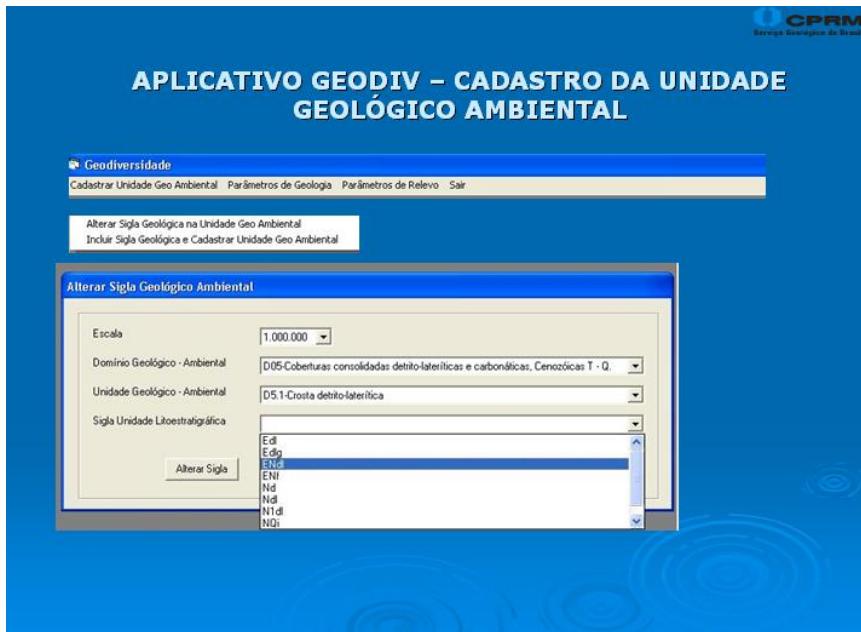 CPRM
Serviço Geológico do Brasil
APLICATIVO GEODIV – CADASTRO DA UNIDADE
GEOLÓGICO AMBIENTAL
Geodiversidade
Cadastrar Unidade Geo Ambiental Parâmetros de Geologia Parâmetros de Relevo Sair
Alterar Sigla Geológica na Unidade Geo Ambiental
Incluir Sigla Geológica e Cadastrar Unidade Geo Ambiental
Alterar Sigla Geológico Ambiental
Escala 1.000.000
Domínio Geológico - Ambiental D05-Coberturas consolidadas detrito-lateríticas e carbonáticas, Cenozóicas T - Q.
Unidade Geológico - Ambiental D5.1-Crosta detrito-laterítica
Sigla Unidade Litoestratigráfica
Edl
Edlg
ENdl
ENf
Nd
Ndl
N1dl
NQi
Alterar Sigla